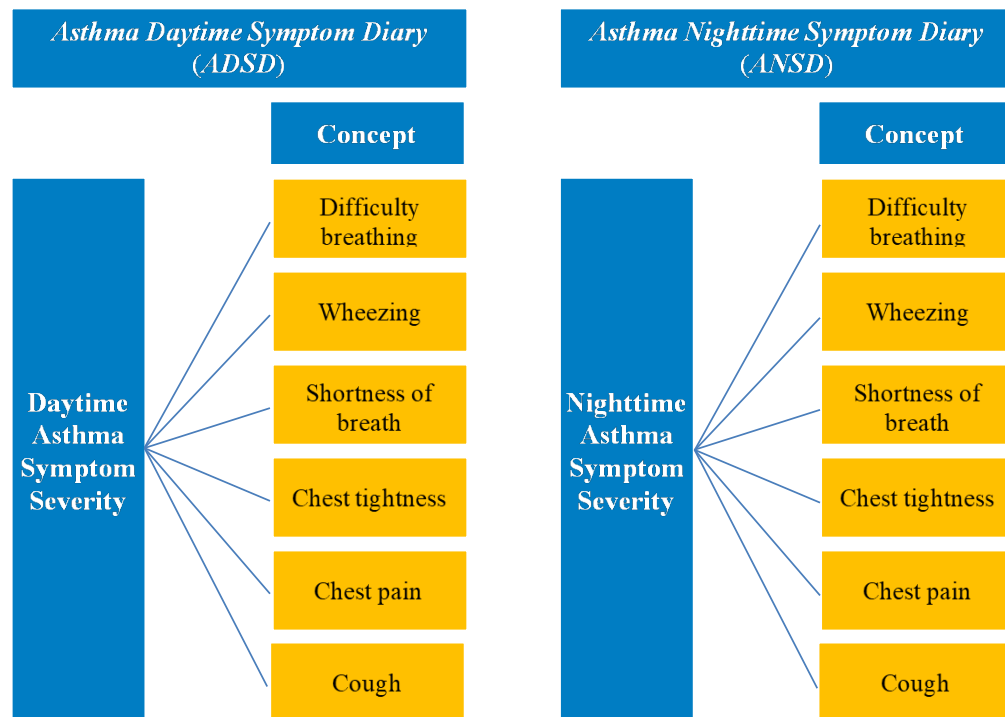 Asthma Daytime Symptom Diary
(ADSD)
Concept
Daytime
Asthma
Symptom
Severity
Difficulty
breathing
Wheezing
Shortness of
breath
Chest tightness
Chest pain
Cough
Asthma Nighttime Symptom Diary
(ANSD)
Concept
Nighttime
Asthma
Symptom
Severity
Difficulty
breathing
Wheezing
Shortness of
breath
Chest tightness
Chest pain
Cough